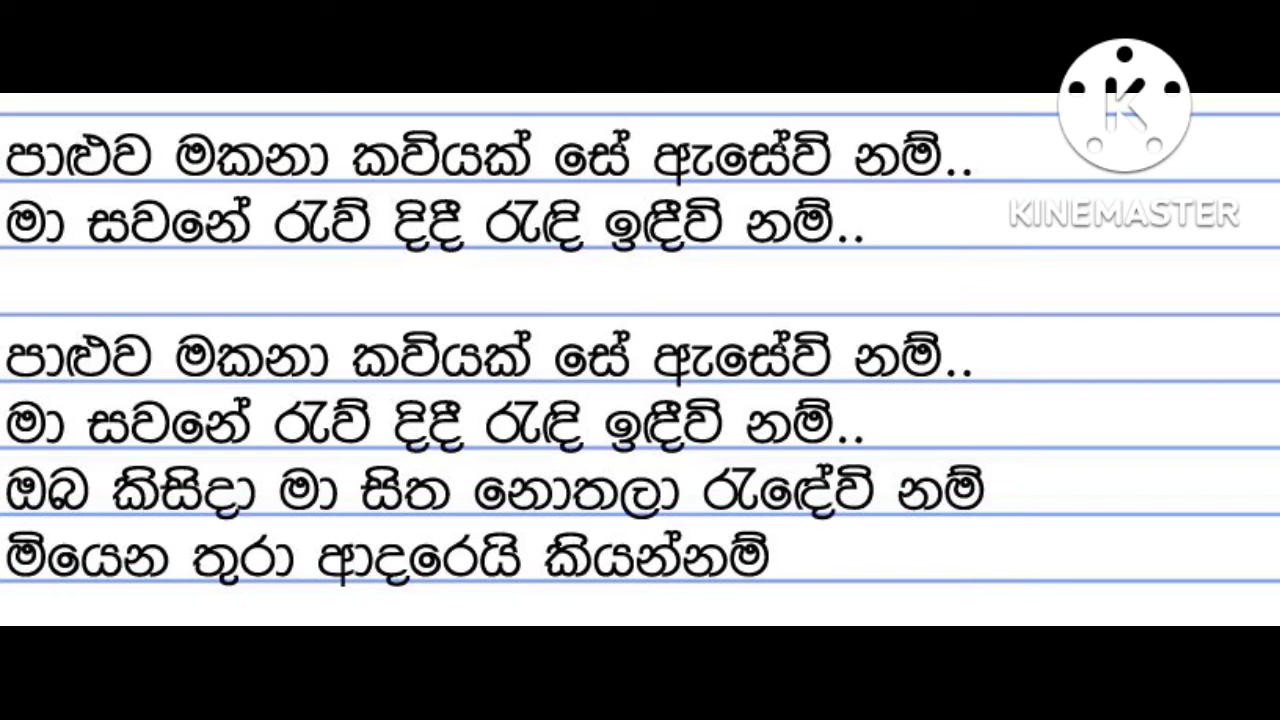 පාළුව මකනා කවියක් සේ ඇසේවි නම්..
මා සවනේ රැව් දිදී රැඳි ඉඳීවි නම්..
පාළුව මකනා කවියක් සේ ඇසේවි නම්..
මා සවනේ රැව් දිදී රැඳි ඉඳීවි නම්..
ඔබ කිසිදා මා සිත නොතලා රැඳේවි නම්
මියෙන තුරා ආදරෙයි කියන්නම්
K
KINEMASTER